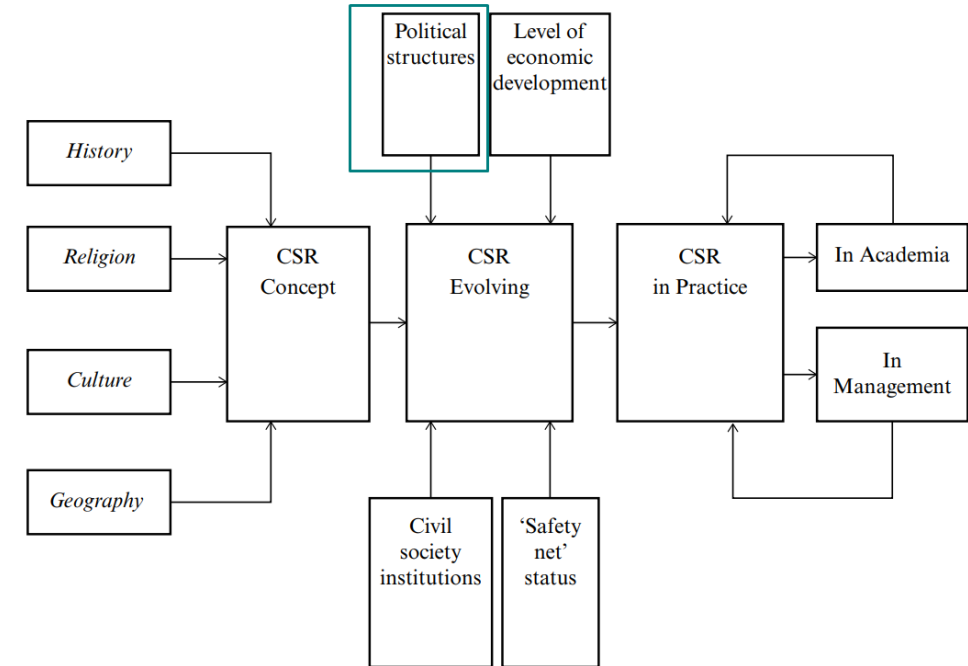 Political
structures
Level of
economic
development
History
Religion
Culture
Geography
CSR
Concept
CSR
Evolving
CSR
in Practice
In Academia
In
Management
Civil
society
institutions
‘Safety
net’
status